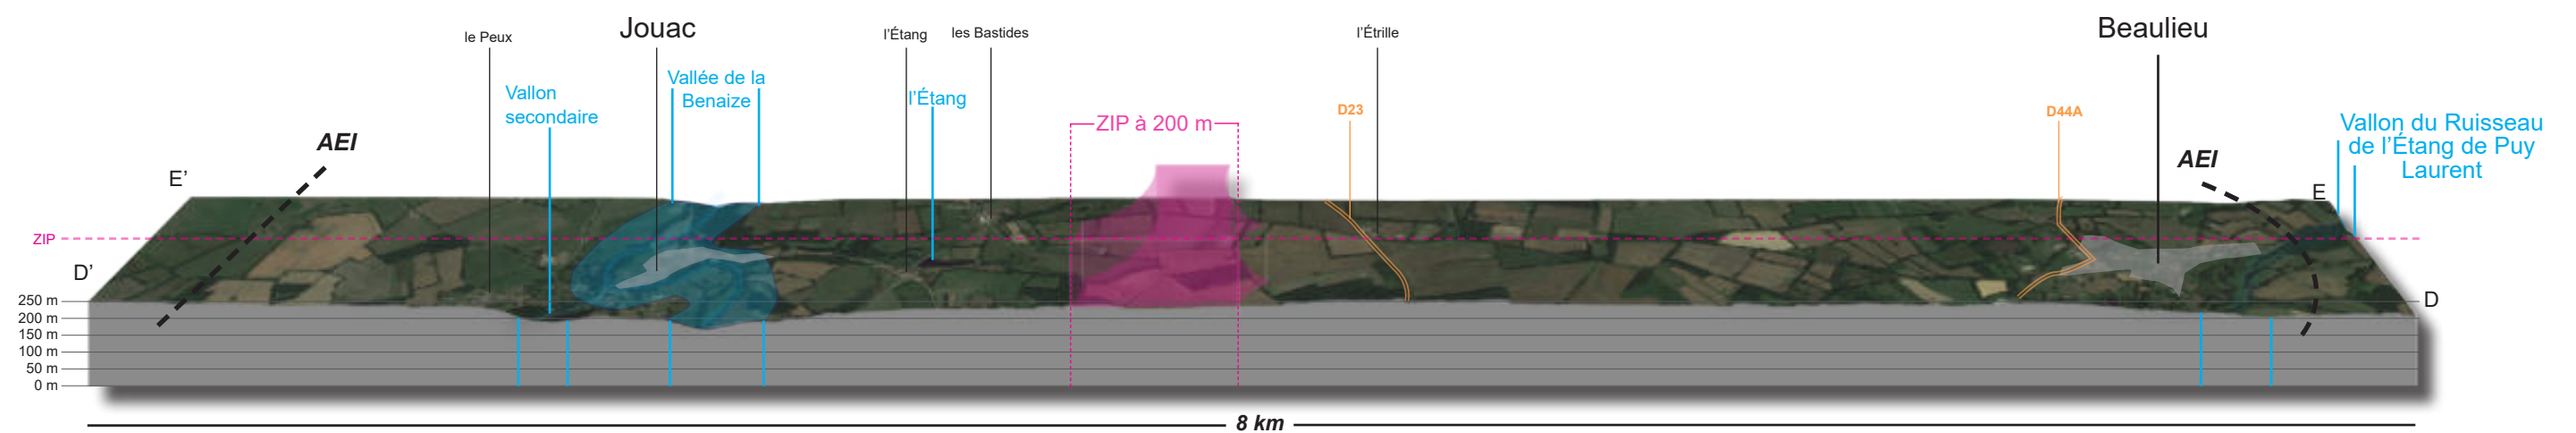 Jouac
Beaulieu
le Peux
l’Étang
les Bastides
l’Étrille
Vallée de la
Benaize
Vallon
secondaire
l’Étang
D23
D44A
ZIP à 200 m
Vallon du Ruisseau
de l’Étang de Puy
Laurent
AEI
AEI
E’
E
ZIP
D’
D
250 m
200 m
150 m
100 m
50 m
0 m
8 km